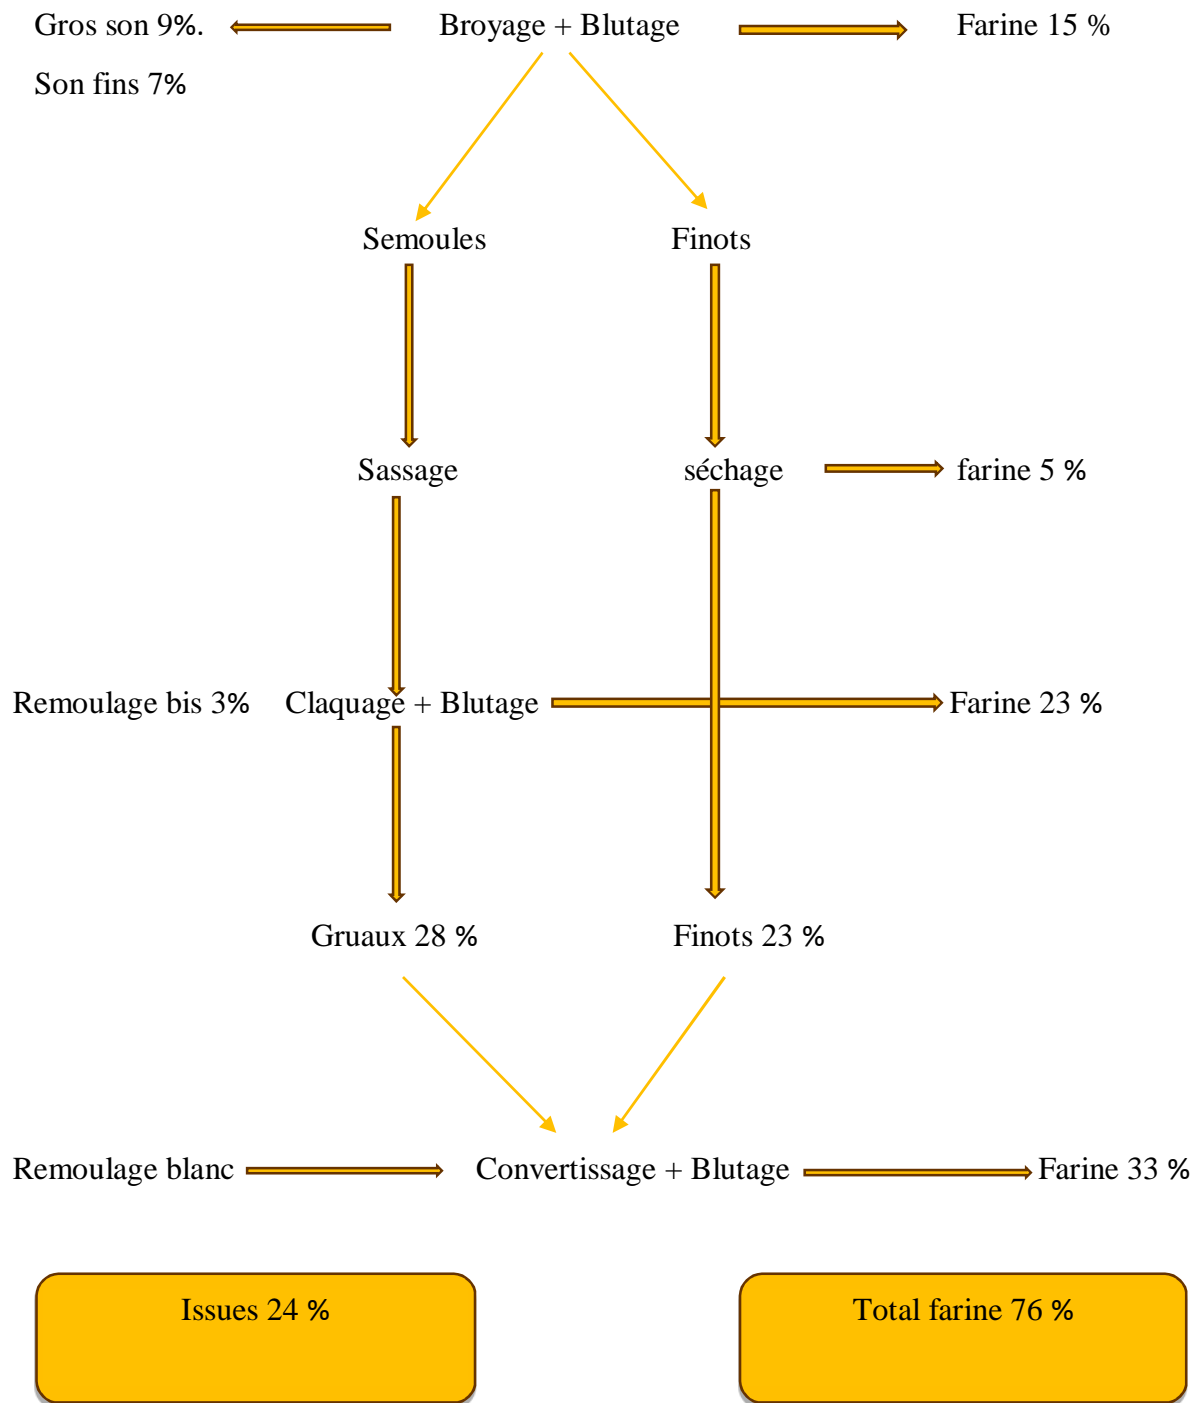 Gros son 9%.
Broyage + Blutage
Farine 15 %
Son fins 7%
Semoules
Finots
Sassage
séchage
farine 5 %
Remoulage bis 3%
Claquage + Blutage
Farine 23 %
Gruaux 28 %
Finots 23 %
Remoulage blanc
Convertissage + Blutage
Farine 33 %
Issues 24 %
Total farine 76 %